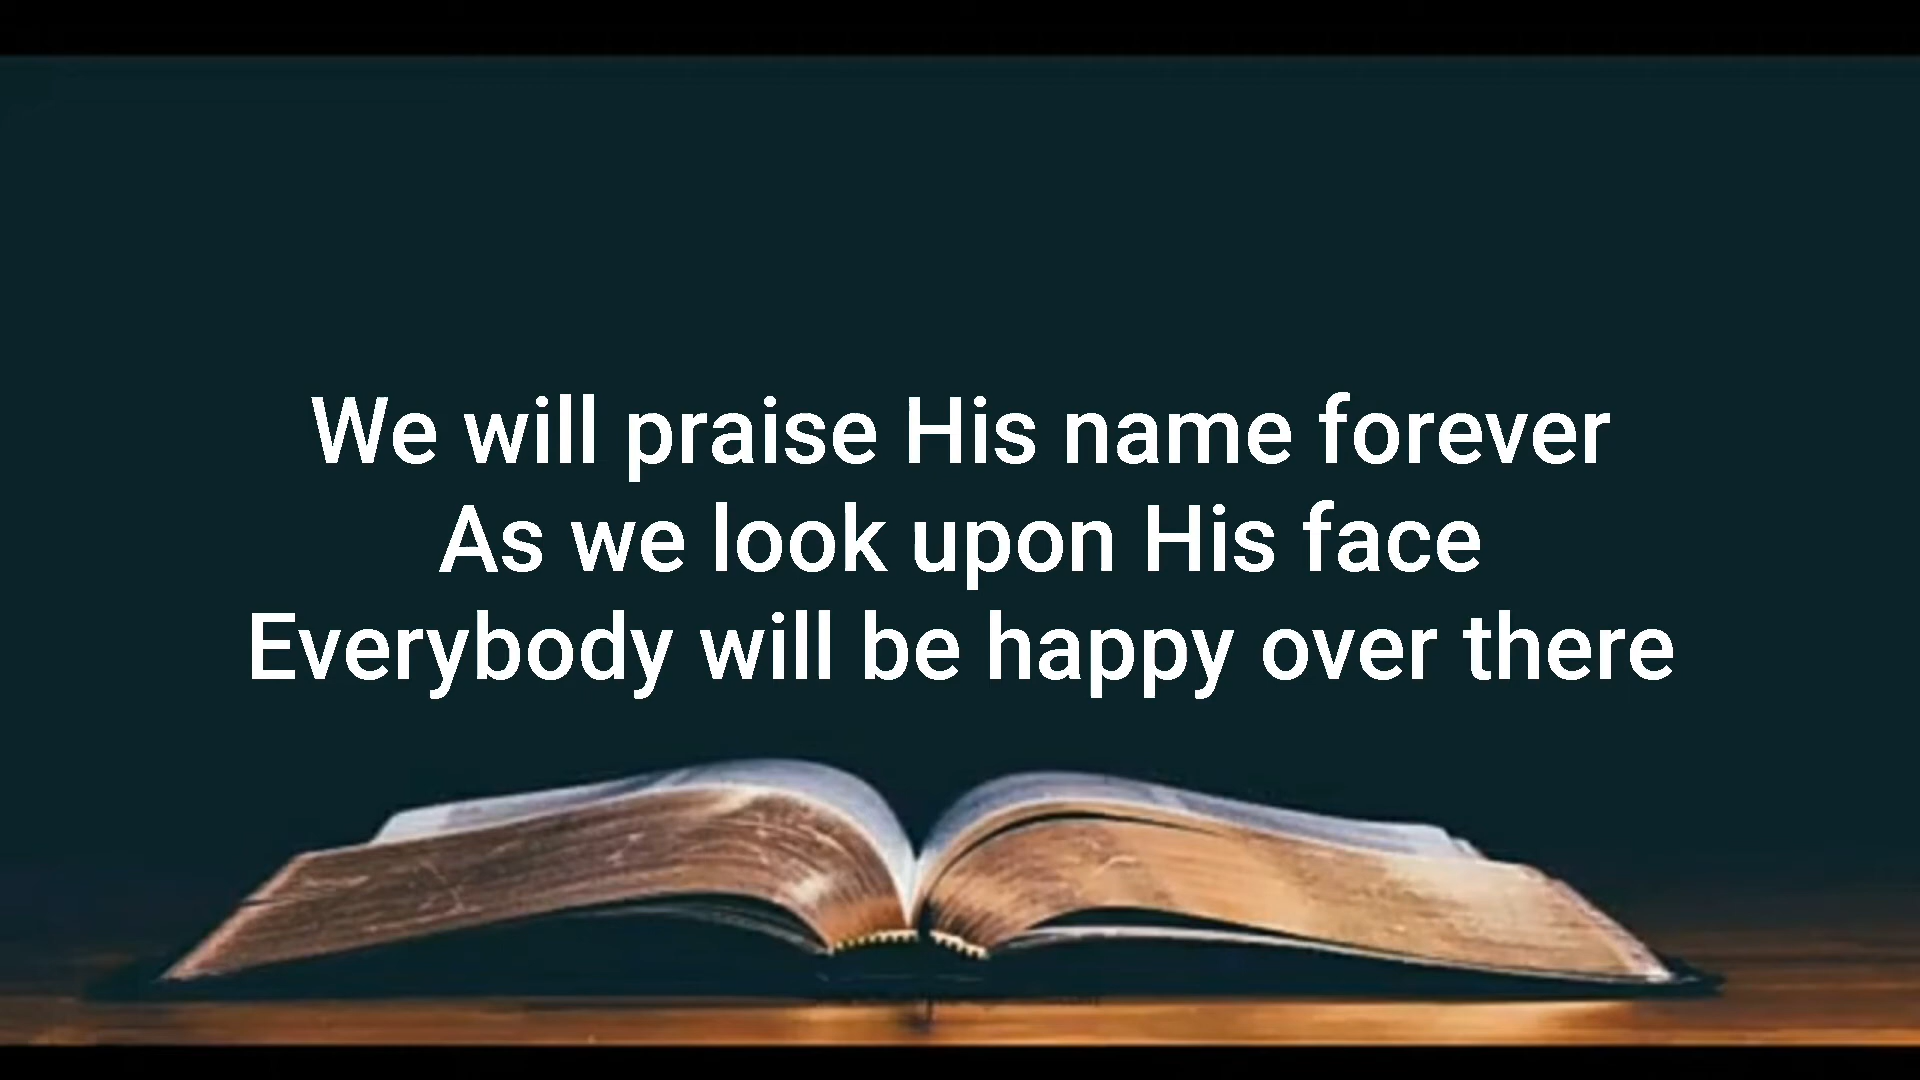 We will praise His name forever
As we look upon His face
Everybody will be happy over there